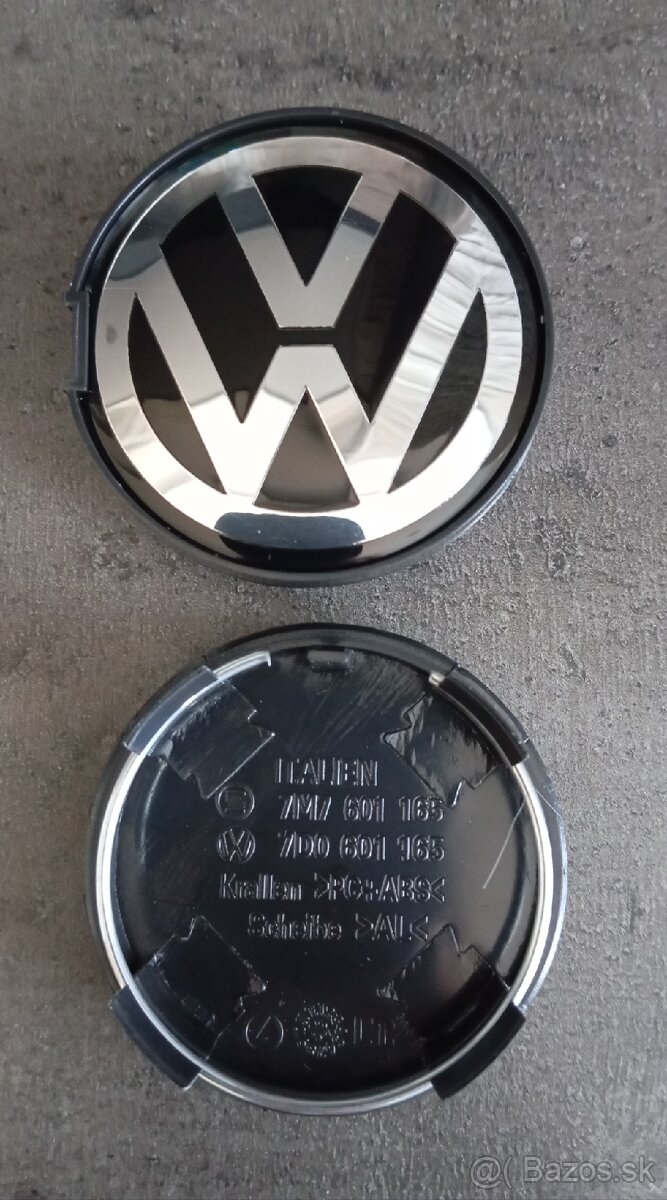 ITALIEN
7M7 601 165
7D0 601 165
Krallen >PC+ABS<
Scheibe >AL<
@( Bazos.sk